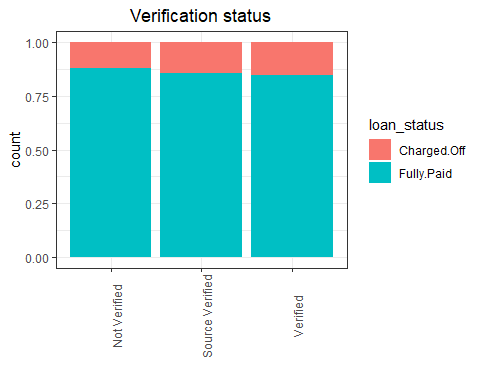 Verification status
count
1.00
0.75
0.50
0.25
0.00
Not Verified
Source Verified
Verified
loan_status
Charged.Off
Fully.Paid